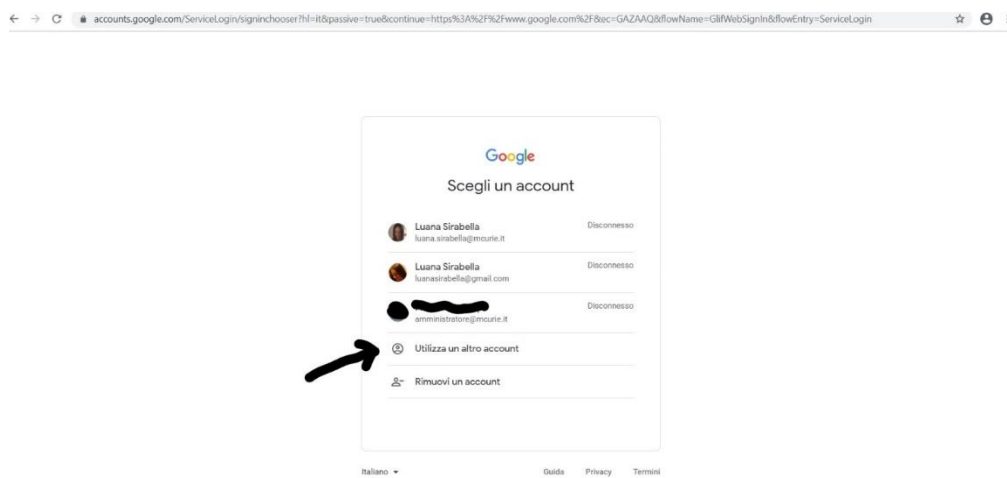 accounts.google.com/ServiceLogin/signinchooser?hl=it&passive=true&continue=https%3A%2F%2Fwww.google.com%2F&ec=GAZAAQ&flowName=GlifWebSignIn&flowEntry=ServiceLogin
Google
Scegli un account
Luana Sirabella Disconnesso
luana.sirabella@mcurie.it
Luana Sirabella Disconnesso
luanasirabella@gmail.com
Disconnesso
amministratore@mcurie.it
Utilizza un altro account
Rimuovi un account
Italiano Guida Privacy Termini